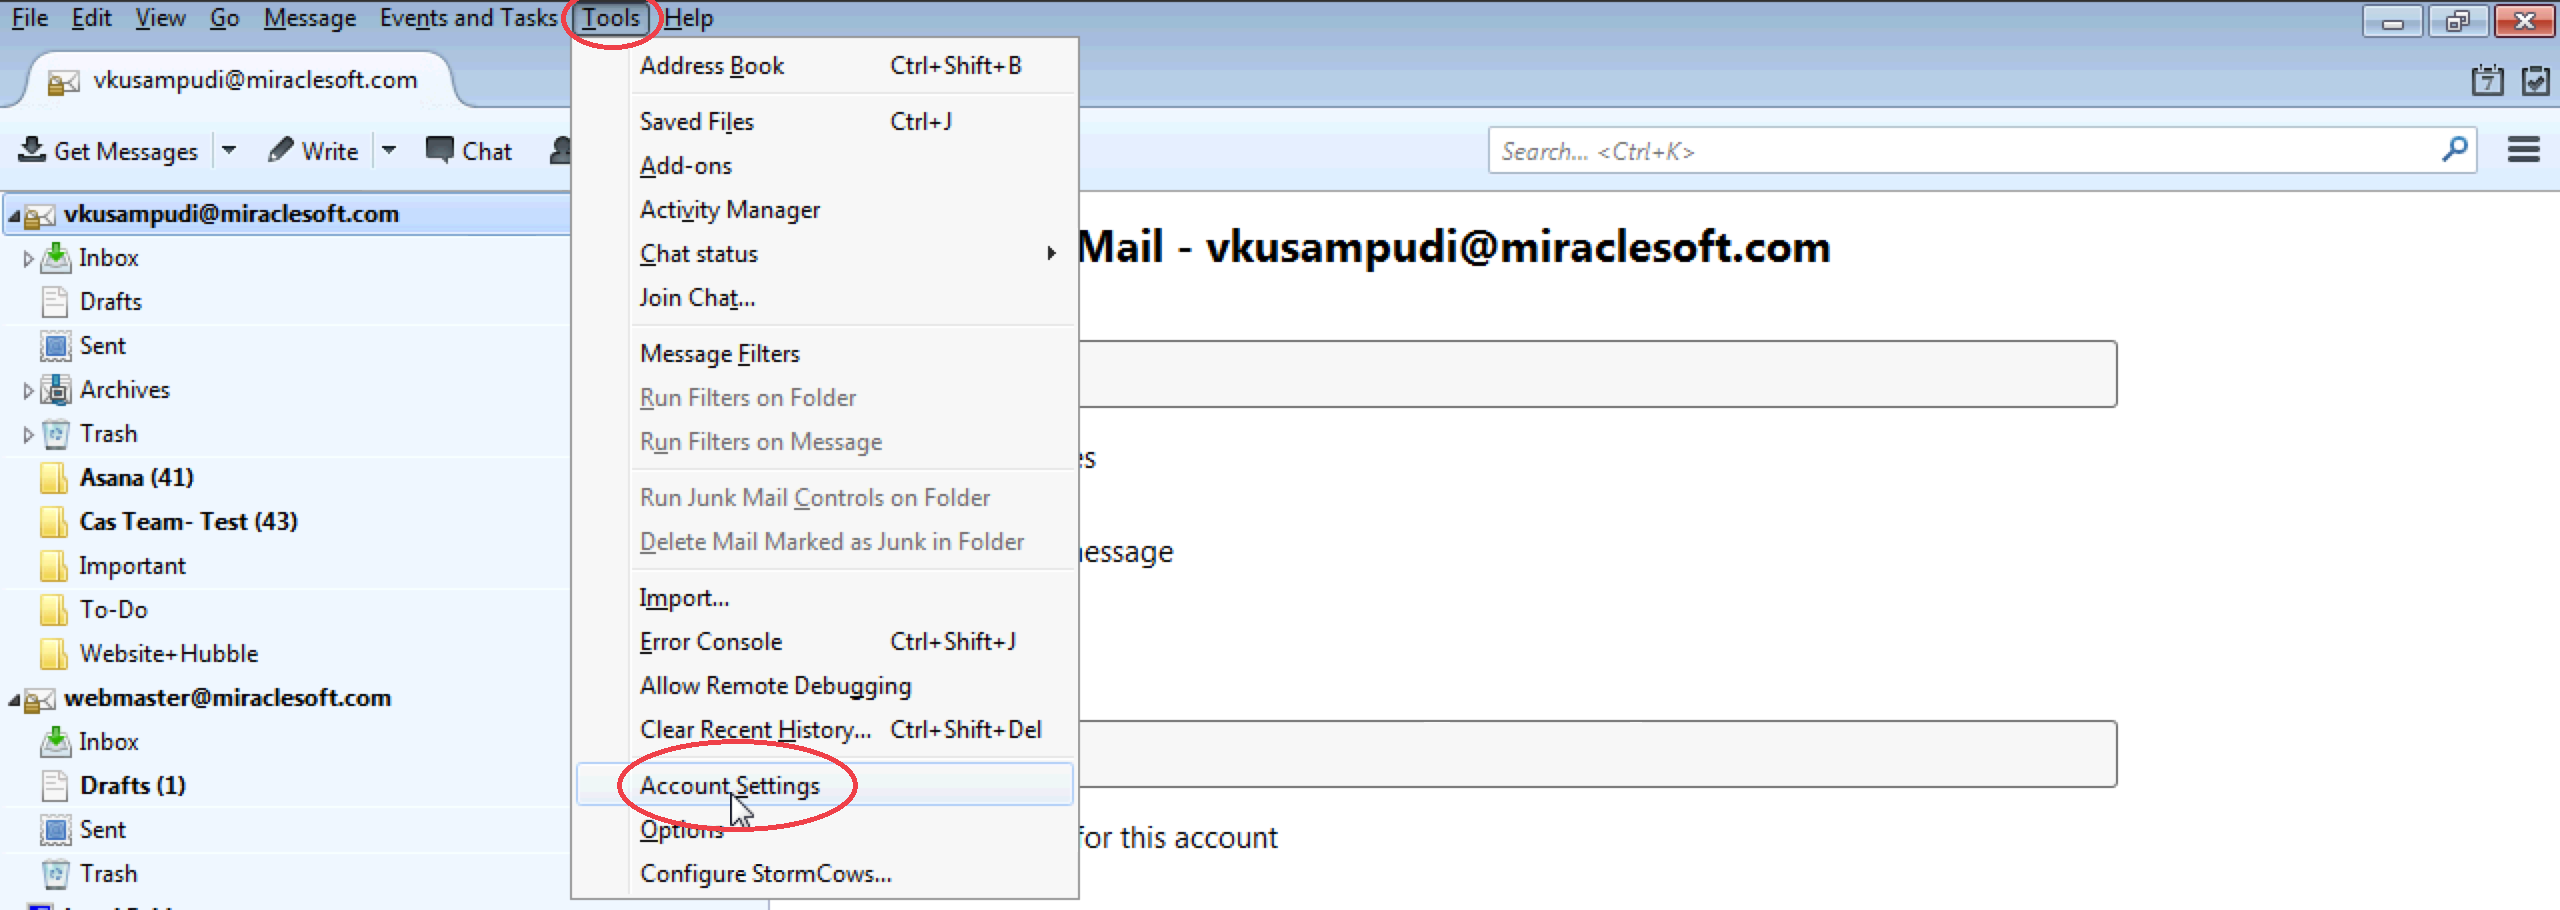 File Edit View Go Message Events and Tasks Tools Help
vkusampudi@miraclesoft.com
7
Get Messages Write Chat
Search... <Ctrl+K>
vkusampudi@miraclesoft.com
Inbox
Drafts
Sent
Archives
Trash
Asana (41)
Cas Team- Test (43)
Important
To-Do
Website+Hubble
webmaster@miraclesoft.com
Inbox
Drafts (1)
Sent
Trash
Address Book Ctrl+Shift+B
Saved Files Ctrl+J
Add-ons
Activity Manager
Chat status
Join Chat...
Message Filters
Run Filters on Folder
Run Filters on Message
Run Junk Mail Controls on Folder
Delete Mail Marked as Junk in Folder
Import...
Error Console Ctrl+Shift+J
Allow Remote Debugging
Clear Recent History... Ctrl+Shift+Del
Account Settings
Options
Configure StormCows...
Mail - vkusampudi@miraclesoft.com
for this account